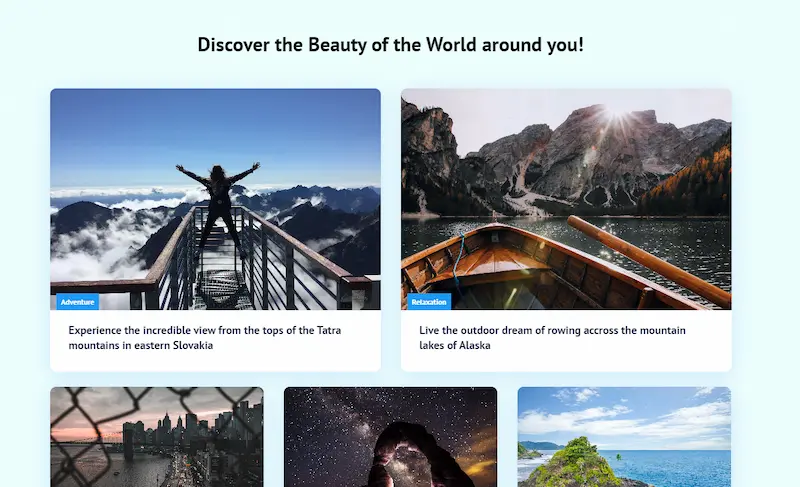 Discover the Beauty of the World around you!
Adventure
Experience the incredible view from the tops of the Tatra
mountains in eastern Slovakia
Relaxation
Live the outdoor dream of rowing accross the mountain
lakes of Alaska